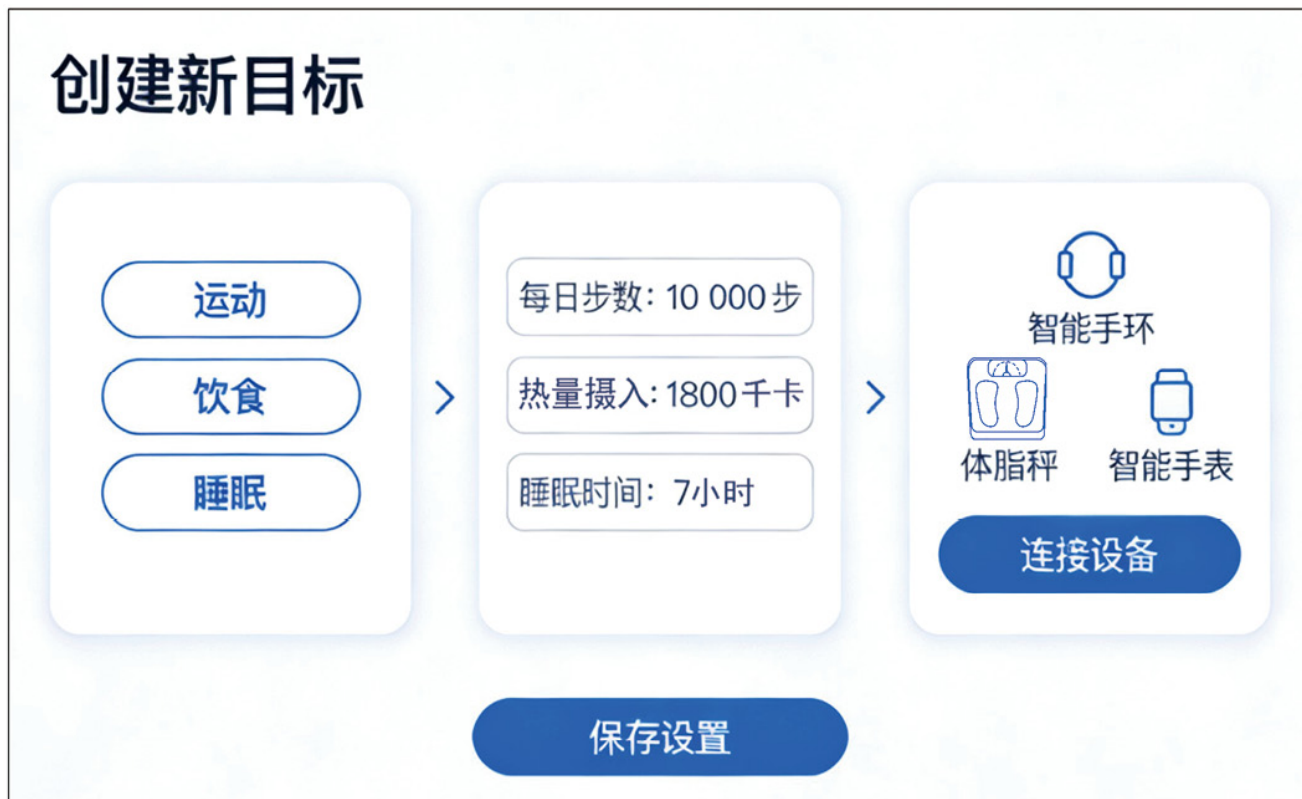 创建新目标
运动
饮食
睡眠
每日步数：10 000步
热量摄入：1800千卡
睡眠时间：7小时
智能手环
体脂秤
智能手表
连接设备
保存设置